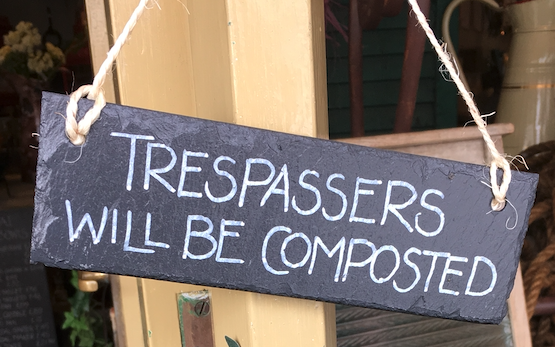 TRESPASSERS
WILL BE COMPOSTED